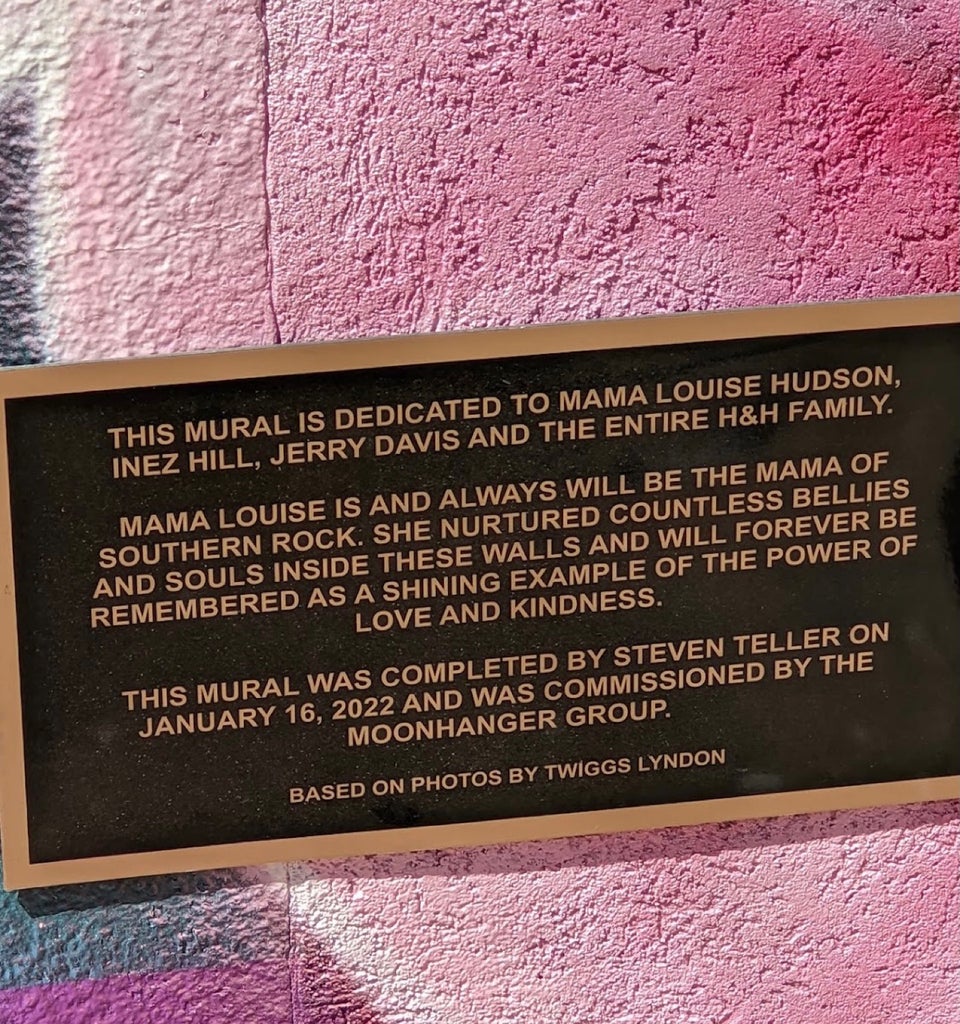 THIS MURAL IS DEDICATED TO MAMA LOUISE HUDSON,
INEZ HILL, JERRY DAVIS AND THE ENTIRE H&H FAMILY.
MAMA LOUISE IS AND ALWAYS WILL BE THE MAMA OF
SOUTHERN ROCK. SHE NURTURED COUNTLESS BELLIES
AND SOULS INSIDE THESE WALLS AND WILL FOREVER BE
REMEMBERED AS A SHINING EXAMPLE OF THE POWER OF
LOVE AND KINDNESS.
THIS MURAL WAS COMPLETED BY STEVEN TELLER ON
JANUARY 16, 2022 AND WAS COMMISSIONED BY THE
MOONHANGER GROUP.
BASED ON PHOTOS BY TWIGGS LYNDON